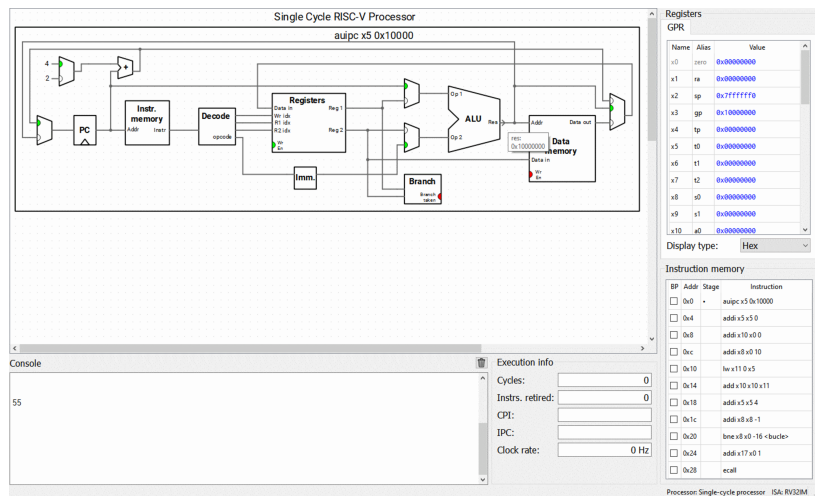 Single Cycle RISC-V Processor
auipc x5 0x10000
4
2
+
PC
Instr.
memory
Addr
Instr
Decode
opcode
Registers
Data in
Wr idx
R1 idx
R2 idx
Wr
En
Reg 1
Reg 2
Imm.
Op 1
Op 2
ALU
Res
res:
0x10000000
Branch
Branch
taken
Addr
Data out
Data
memory
Data in
Wr
En
Registers
GPR
Name Alias Value
x0 zero 0x00000000
x1 ra 0x00000000
x2 sp 0x7ffffff0
x3 gp 0x10000000
x4 tp 0x00000000
x5 t0 0x00000000
x6 t1 0x00000000
x7 t2 0x00000000
x8 s0 0x00000000
x9 s1 0x00000000
x10 a0 0x00000000
Display type: Hex
Instruction memory
BP Addr Stage Instruction
0x0 • auipc x5 0x10000
0x4 addi x5 x5 0
0x8 addi x10 x0 0
0xc addi x8 x0 10
0x10 lw x11 0 x5
0x14 add x10 x10 x11
0x18 addi x5 x5 4
0x1c addi x8 x8 -1
0x20 bne x8 x0 -16 <bucle>
0x24 addi x17 x0 1
0x28 ecall
Console
55
Execution info
Cycles: 0
Instrs. retired: 0
CPI:
IPC:
Clock rate: 0 Hz
Processor: Single-cycle processor ISA: RV32IM